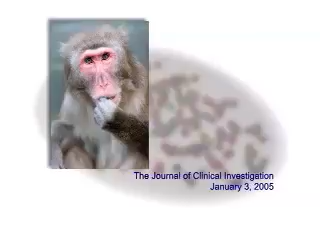 The Journal of Clinical Investigation
January 3, 2005